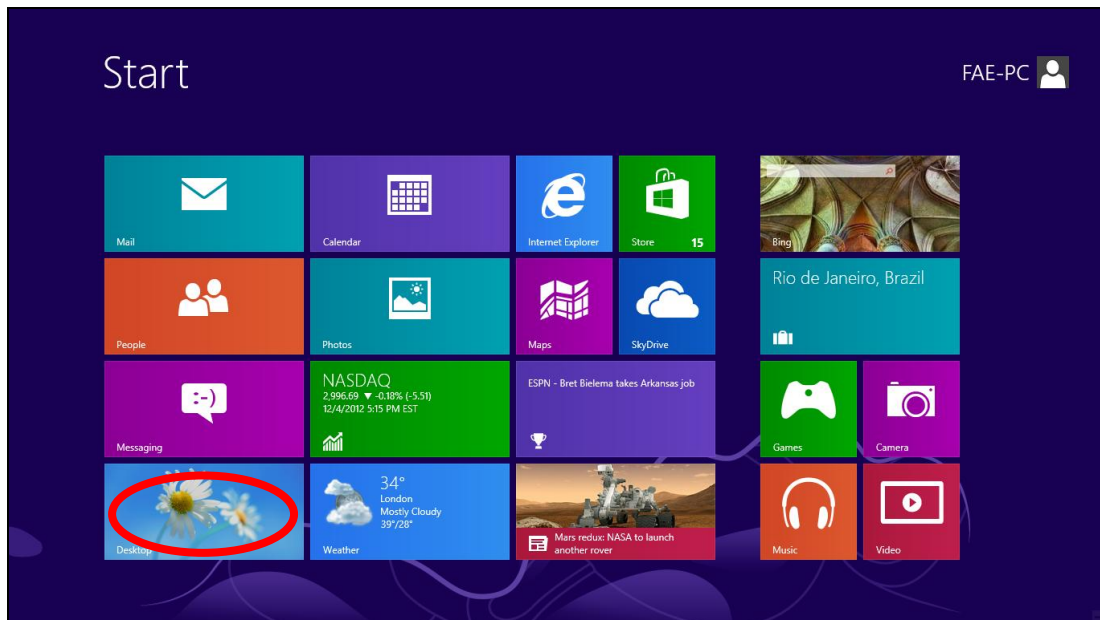 Start
FAE-PC
Mail
Calendar
Internet Explorer
Store 15
Bing
People
Photos
Maps
SkyDrive
Rio de Janeiro, Brazil
Messaging
NASDAQ
2,996.69 ▼ -0.18% (-5.51)
12/4/2012 5:15 PM EST
ESPN - Bret Bielema takes Arkansas job
Games
Camera
Desktop
34°
London
Mostly Cloudy
39°/28°
Weather
Mars redux: NASA to launch
another rover
Music
Video